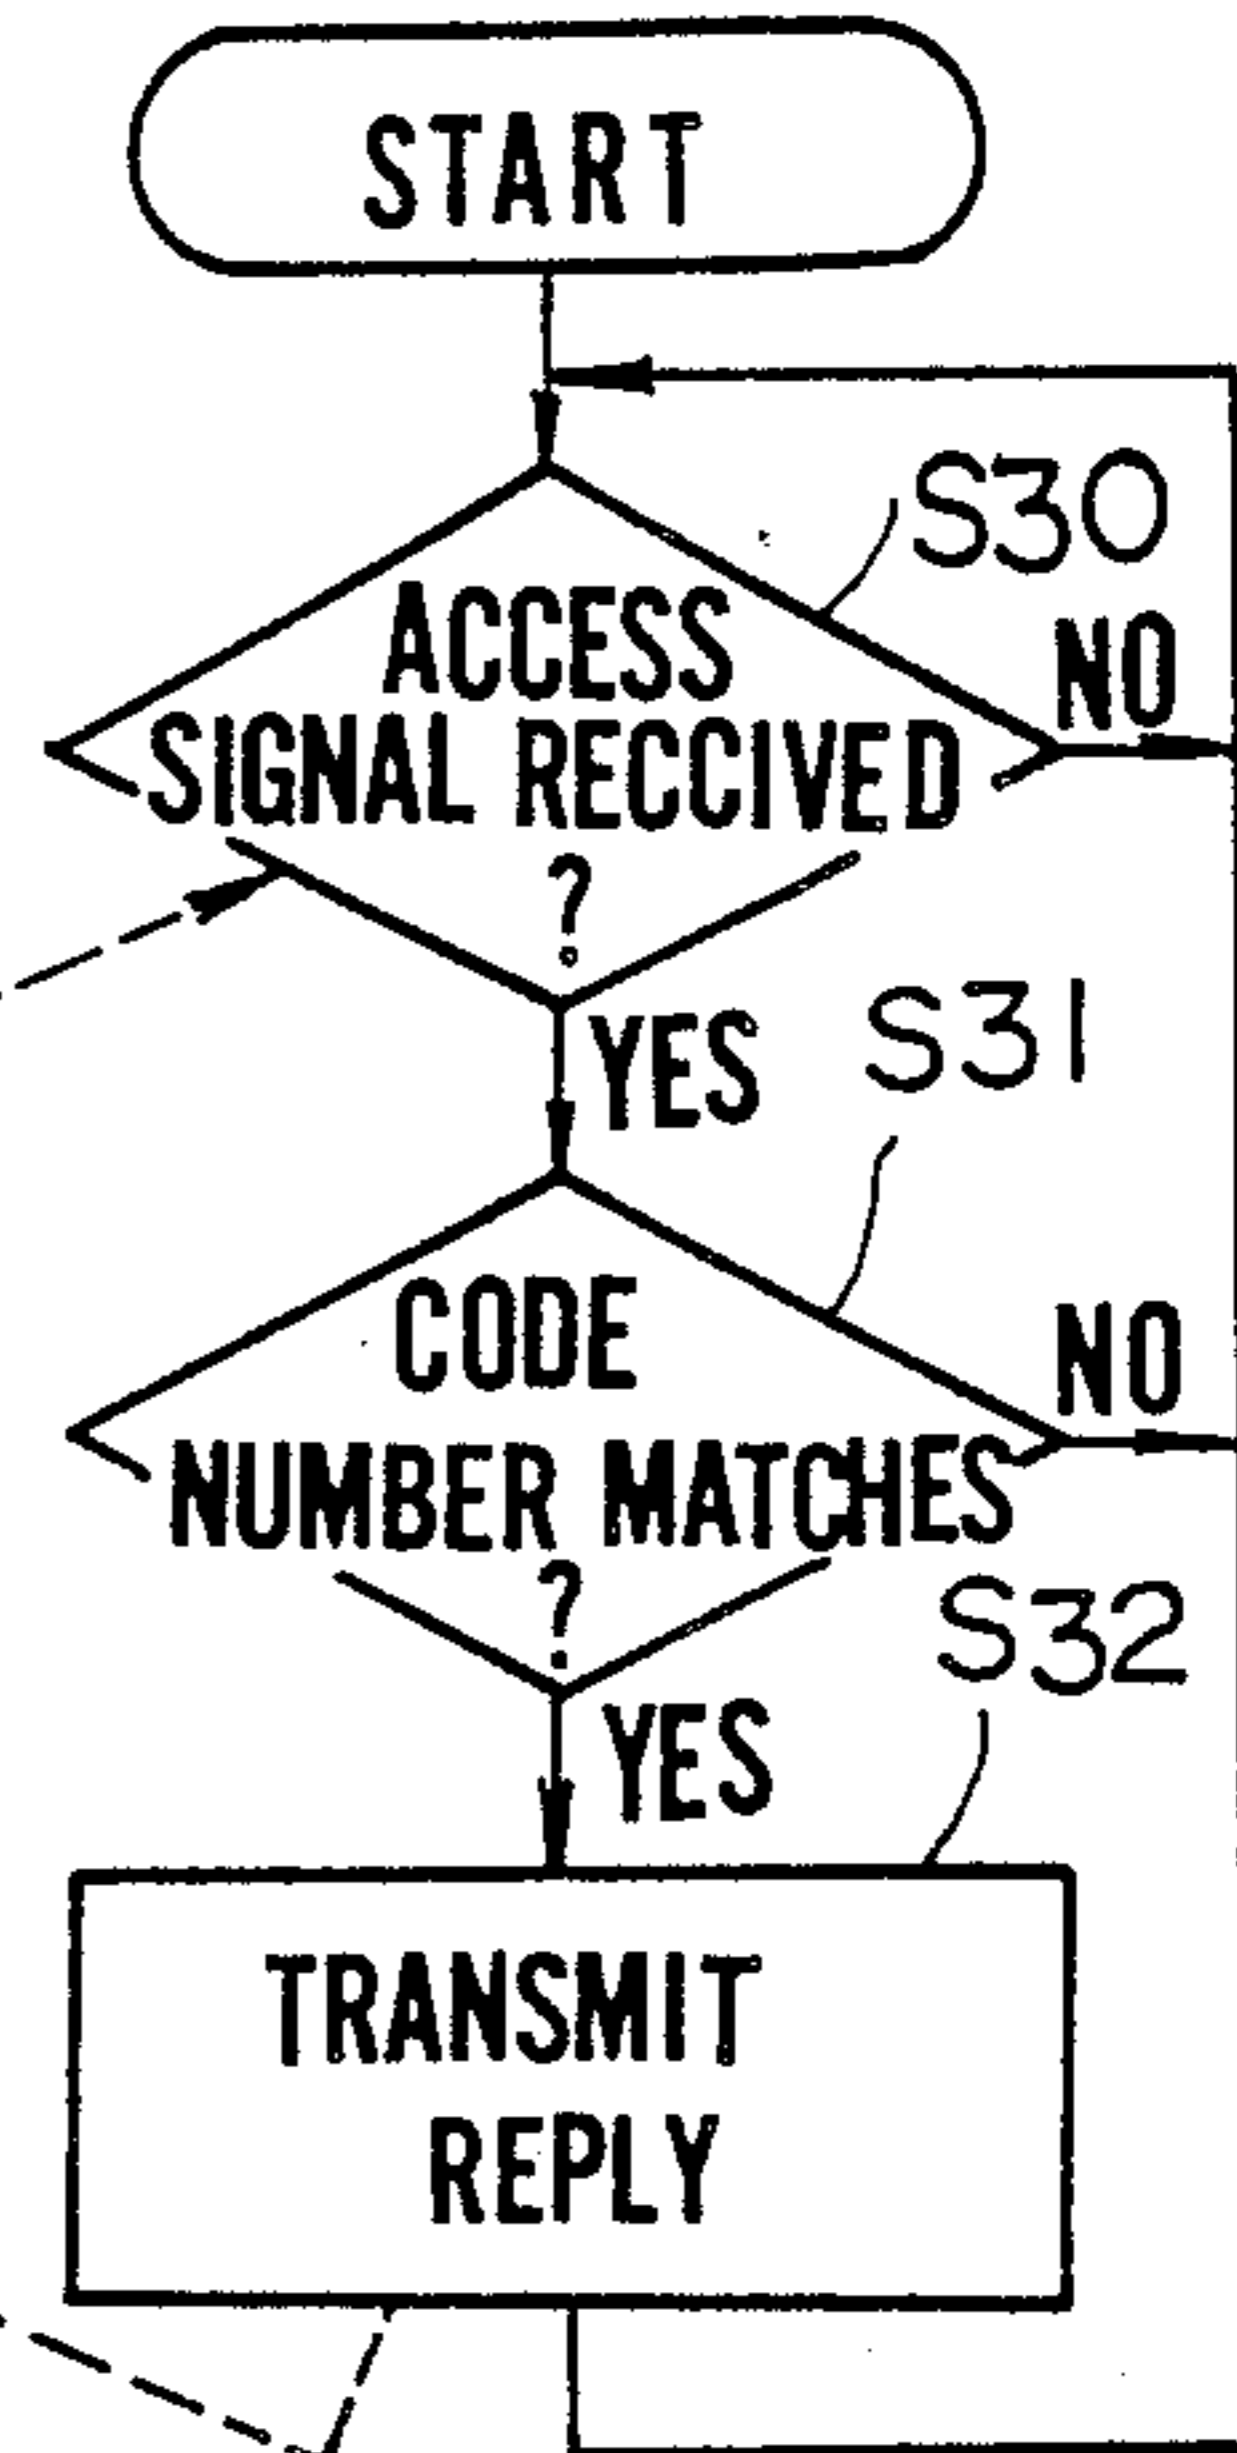 START
S30
ACCESS
NO
SIGNAL RECCIVED
?
YES
S31
CODE
NO
NUMBER MATCHES
?
S32
YES
TRANSMIT
REPLY